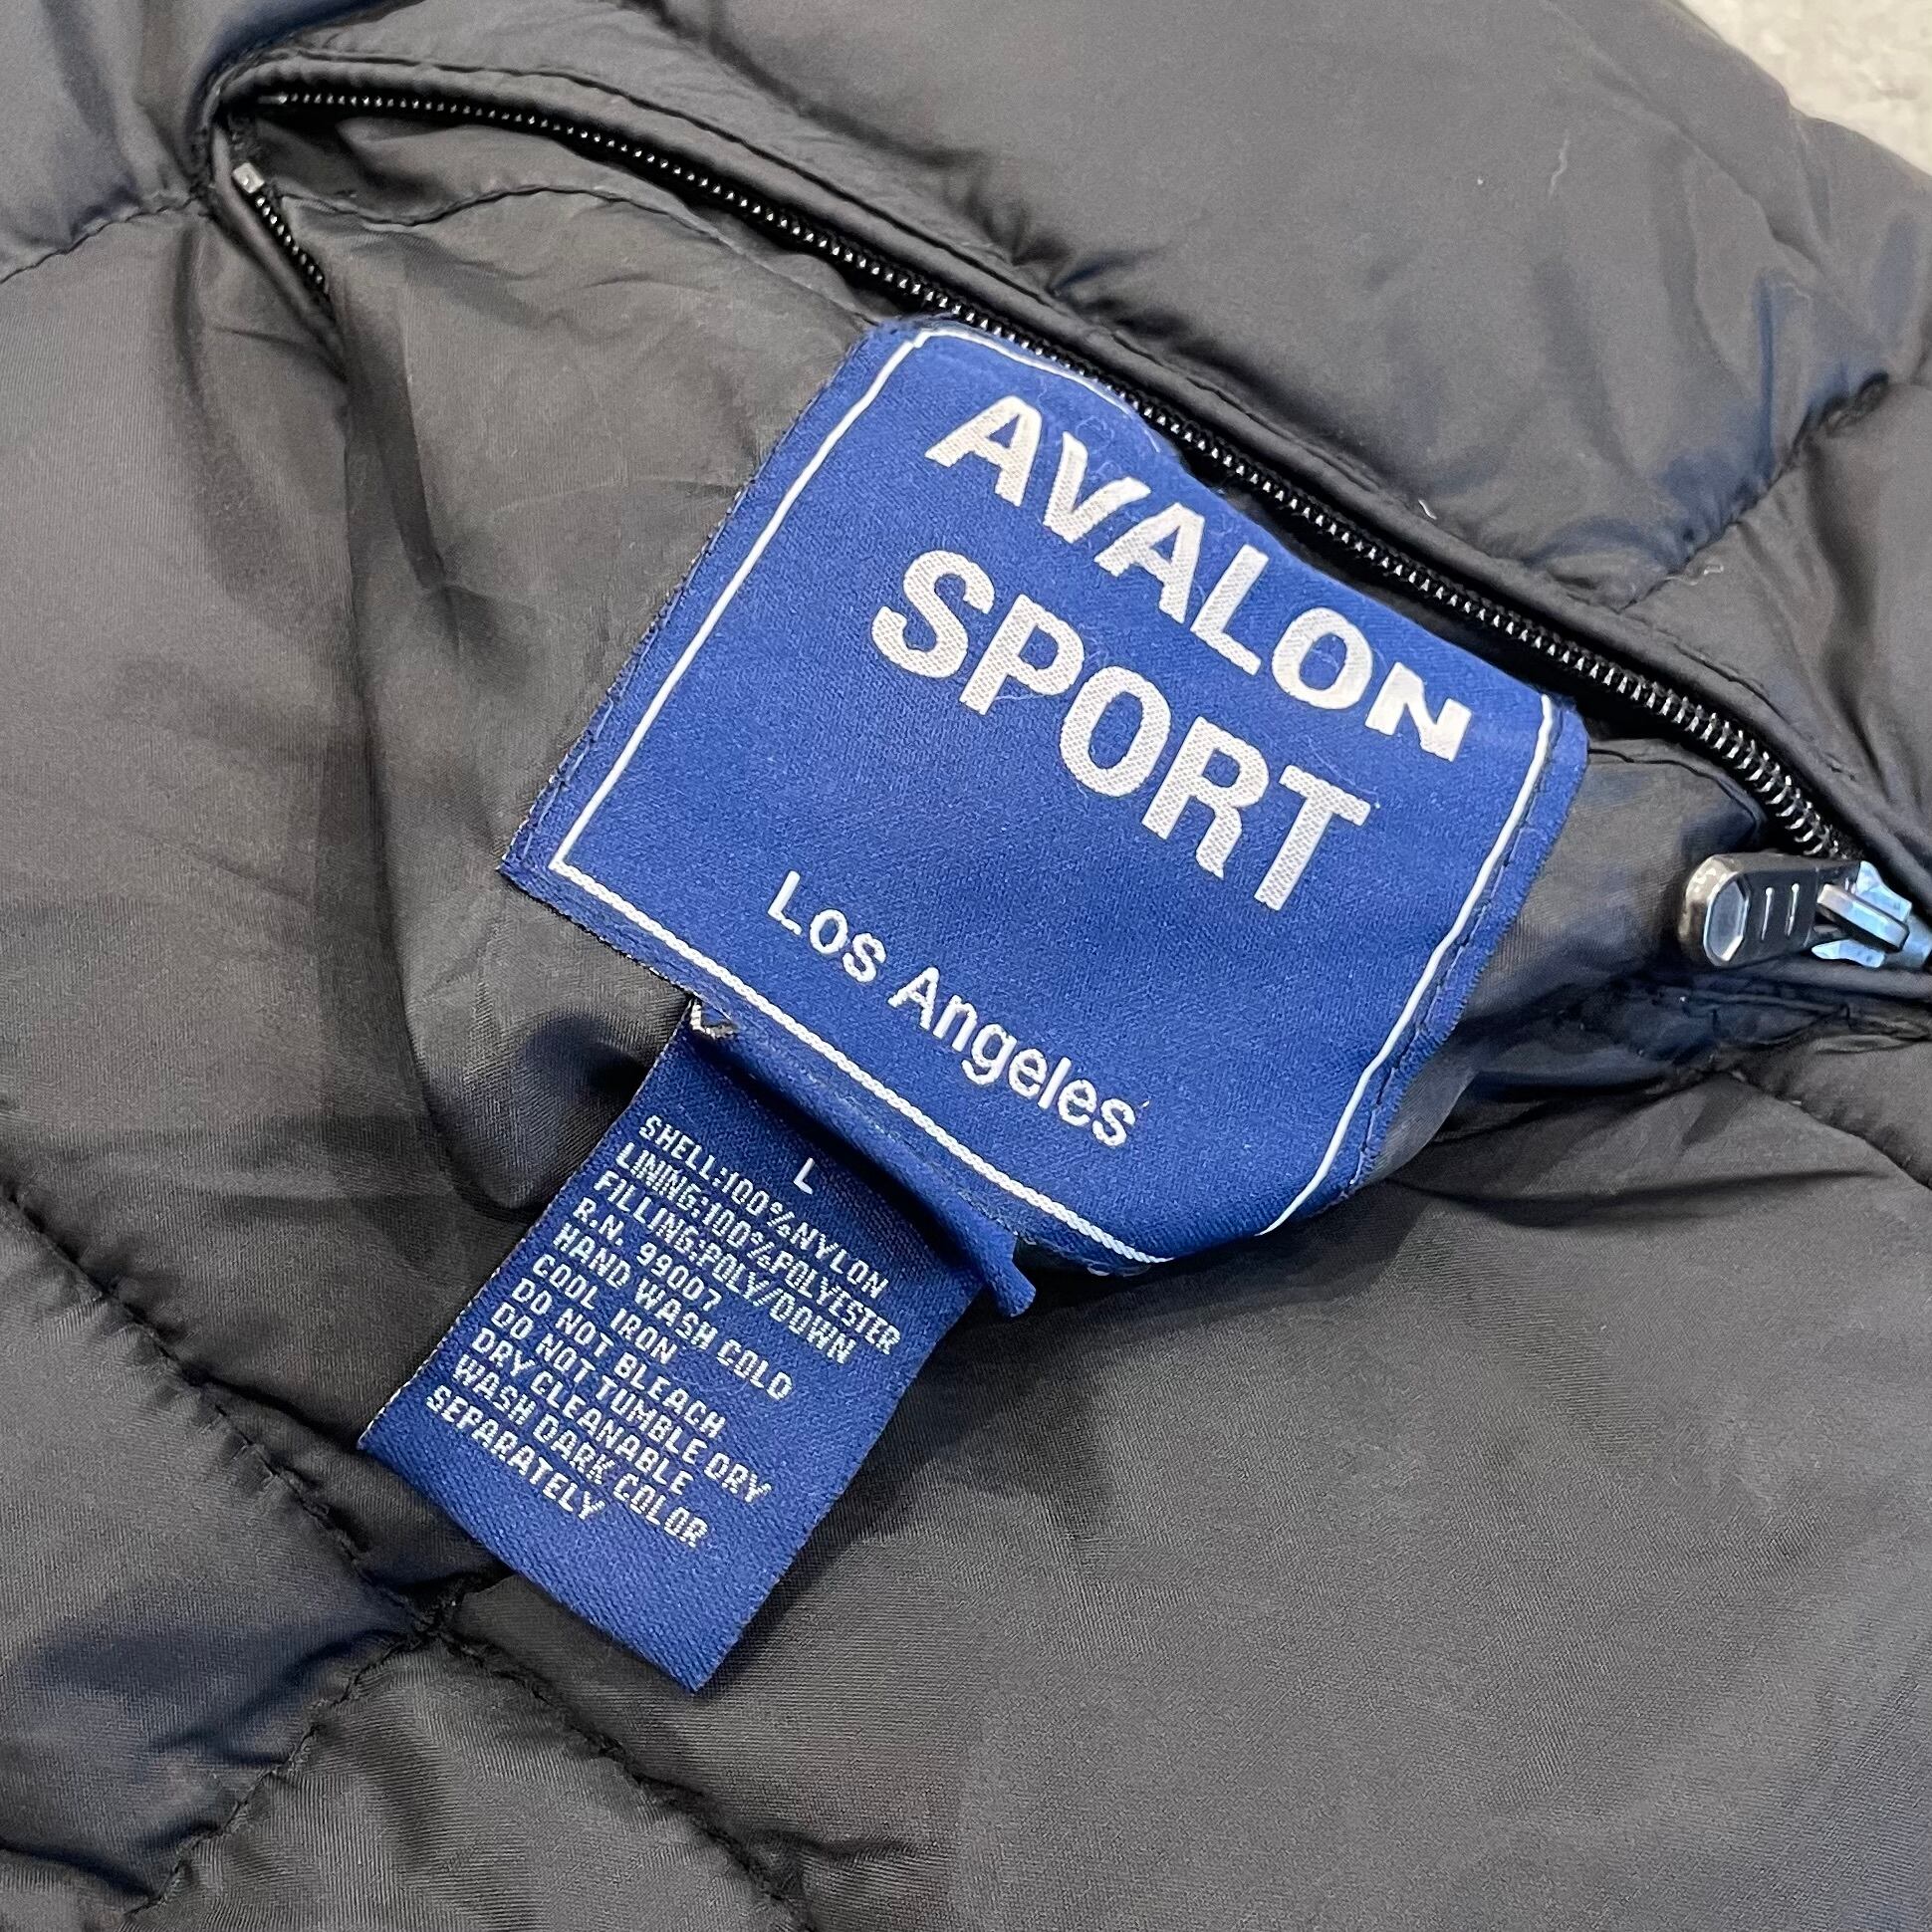 AVALON
SPORT
LOS Angeles
L
SHELL:100%NYLON
LINING:100%POLYESTER
FILLING:POLY/DOWN
R.N. 99007
HAND WASH COLD
COOL IRON
DO NOT BLEACH
DO NOT TUMBLE DRY
DRY CLEANABLE
WASH DARK COLOR
SEPARATELY